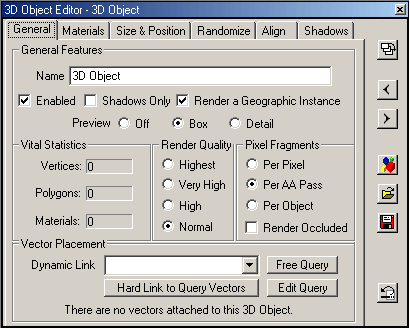 3D Object Editor - 3D Object
General Materials Size & Position Randomize Align Shadows
General Features
Name 3D Object
Enabled Shadows Only Render a Geographic Instance
Preview Off Box Detail
Vital Statistics Render Quality Pixel Fragments
Vertices: 0 Highest Per Pixel
Polygons: 0 Very High Per AA Pass
High Per Object
Materials: 0 Normal Render Occluded
Vector Placement
Dynamic Link Free Query
Hard Link to Query Vectors Edit Query
There are no vectors attached to this 3D Object.